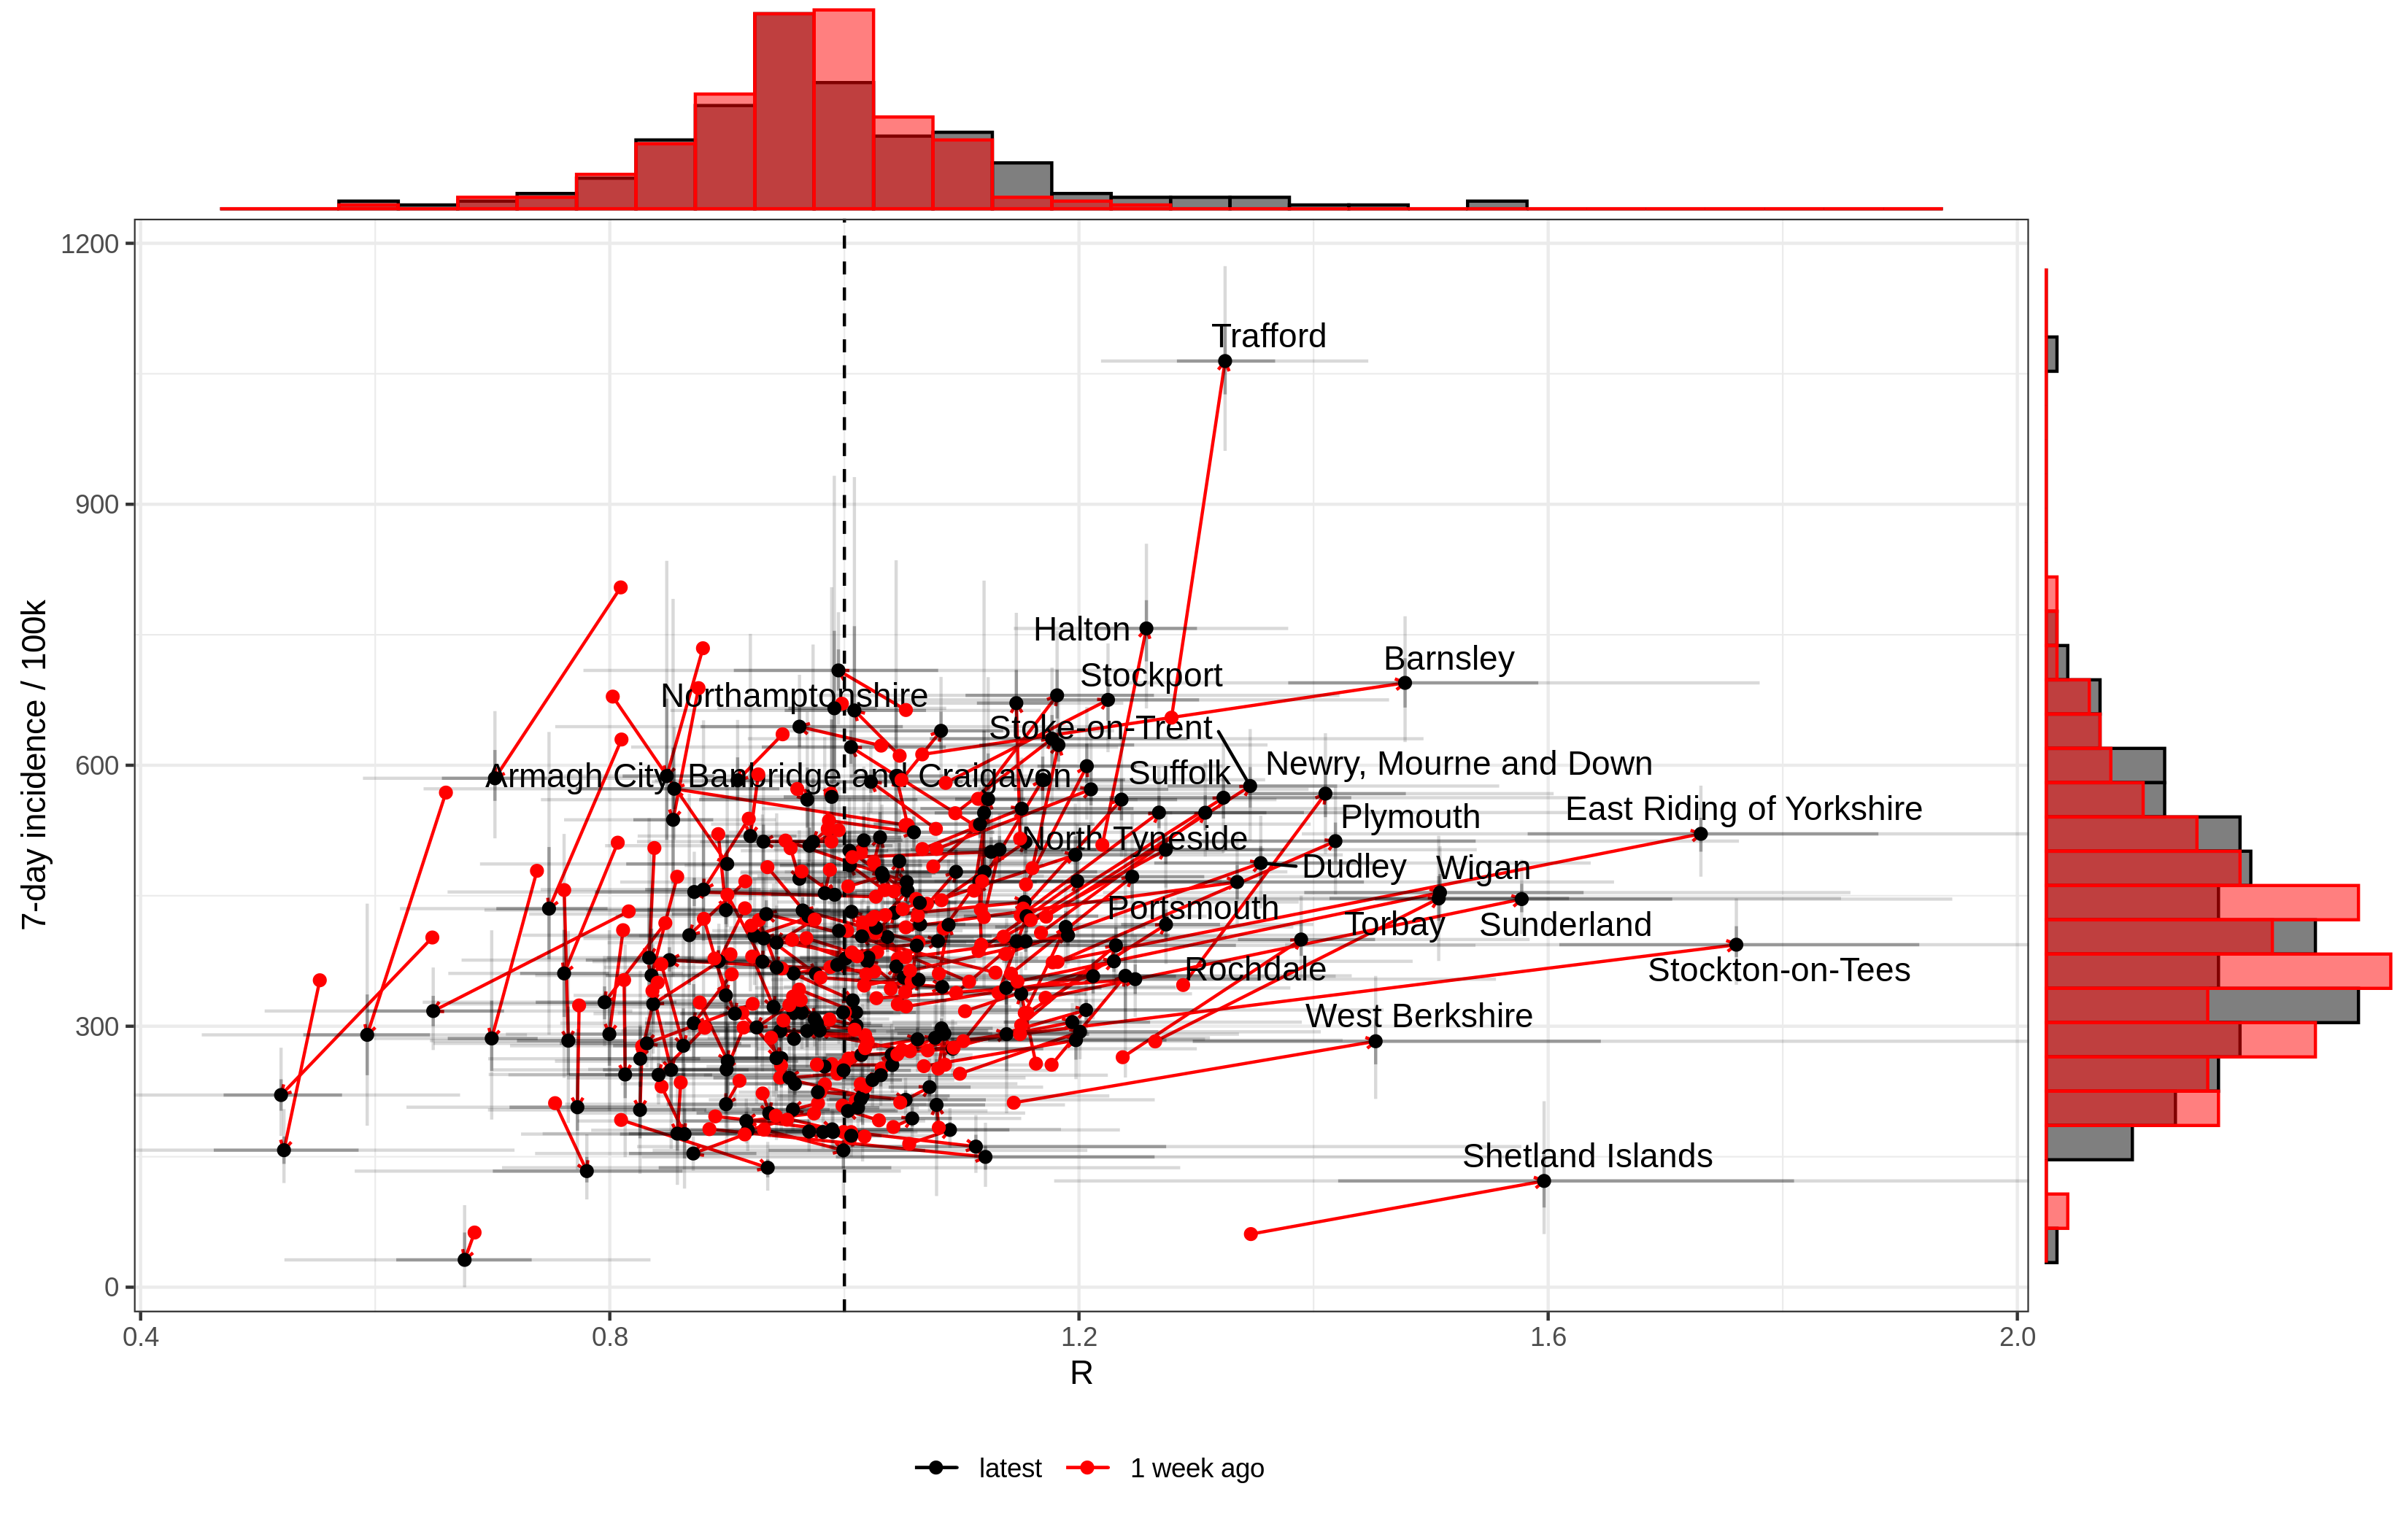 1200
900
600
300
0
7-day incidence / 100k
Trafford
Halton
Barnsley
Stockport
Northamptonshire
Stoke-on-Trent
Newry, Mourne and Down
Armagh City, Banbridge and Craigavon
Suffolk
East Riding of Yorkshire
Plymouth
North Tyneside
Dudley
Wigan
Portsmouth
Torbay
Sunderland
Rochdale
Stockton-on-Tees
West Berkshire
Shetland Islands
0.4
0.8
1.2
1.6
2.0
R
latest
1 week ago